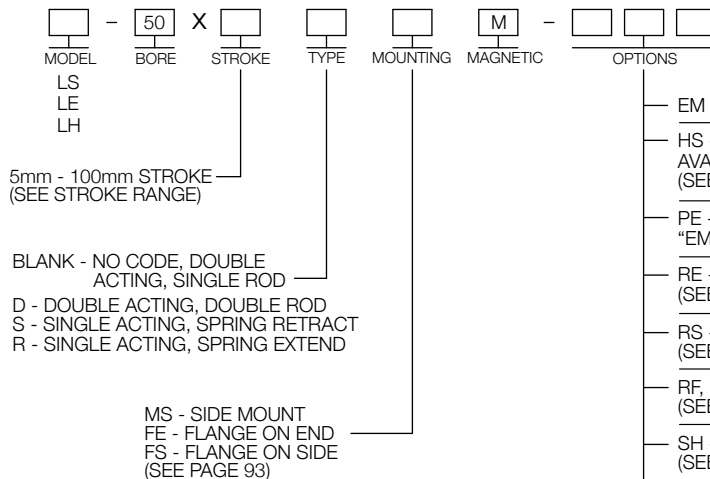 – 50 X M –
MODEL BORE STROKE TYPE MOUNTING MAGNETIC OPTIONS
LS
LE
LH
5mm - 100mm STROKE
(SEE STROKE RANGE)
BLANK - NO CODE, DOUBLE
ACTING, SINGLE ROD
D - DOUBLE ACTING, DOUBLE ROD
S - SINGLE ACTING, SPRING RETRACT
R - SINGLE ACTING, SPRING EXTEND
MS - SIDE MOUNT
FE - FLANGE ON END
FS - FLANGE ON SIDE
(SEE PAGE 93)
EM
HS
PE -
“EM
RE -
RS -
RF,
SH